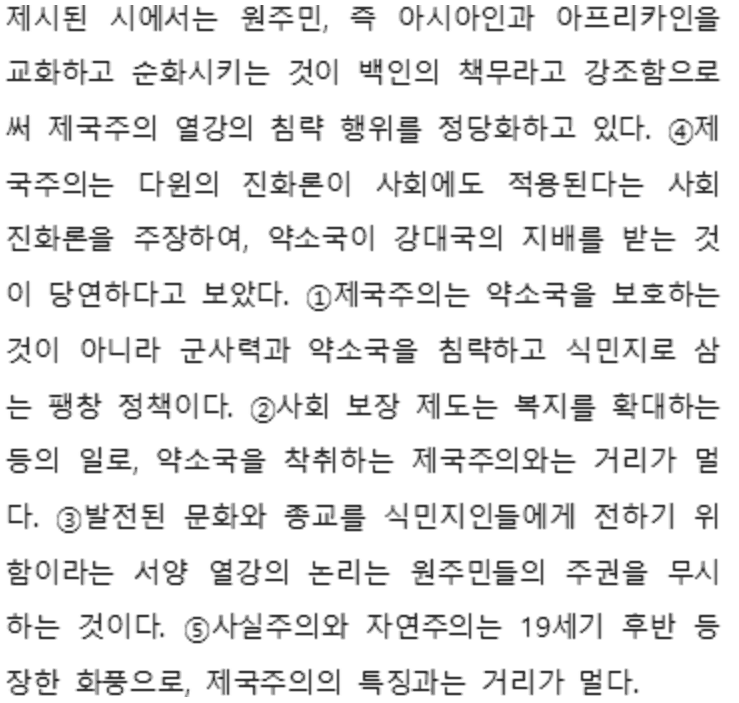 제시된 시에서는 원주민, 즉 아시아인과 아프리카인을
교화하고 순화시키는 것이 백인의 책무라고 강조함으로
써 제국주의 열강의 침략 행위를 정당화하고 있다. ④제
국주의는 다윈의 진화론이 사회에도 적용된다는 사회
진화론을 주장하여, 약소국이 강대국의 지배를 받는 것
이 당연하다고 보았다. ①제국주의는 약소국을 보호하는
것이 아니라 군사력과 약소국을 침략하고 식민지로 삼
는 팽창 정책이다. ②사회 보장 제도는 복지를 확대하는
등의 일로, 약소국을 착취하는 제국주의와는 거리가 멀
다. ③발전된 문화와 종교를 식민지인들에게 전하기 위
함이라는 서양 열강의 논리는 원주민들의 주권을 무시
하는 것이다. ⑤사실주의와 자연주의는 19세기 후반 등
장한 화풍으로, 제국주의의 특징과는 거리가 멀다.